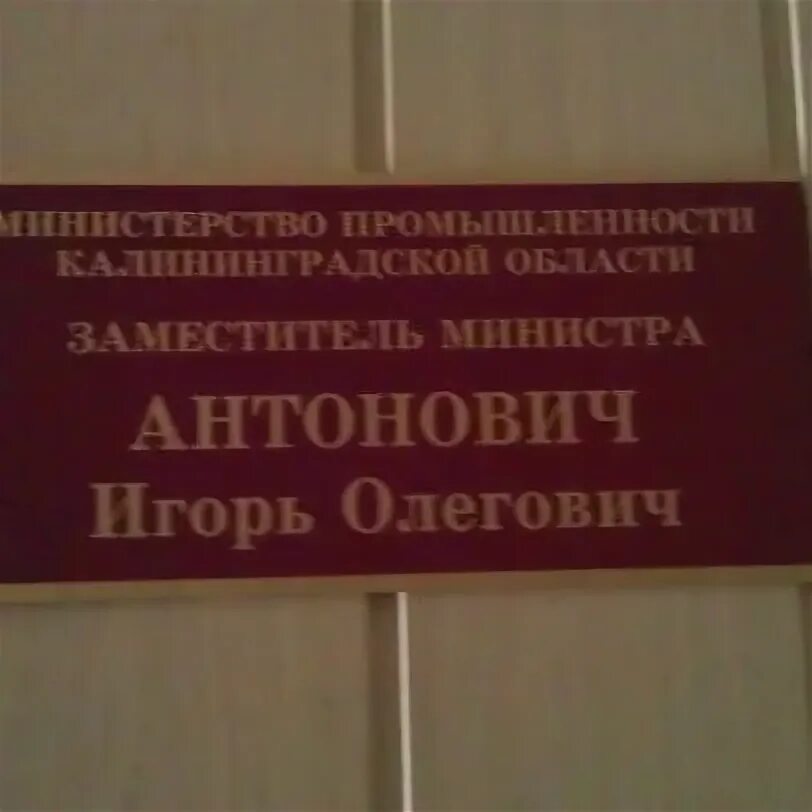 МИНИСТЕРСТВО ПРОМЫШЛЕННОСТИ
КАЛИНИНГРАДСКОЙ ОБЛАСТИ
ЗАМЕСТИТЕЛЬ МИНИСТРА
АНТОНОВИЧ
Игорь Олегович